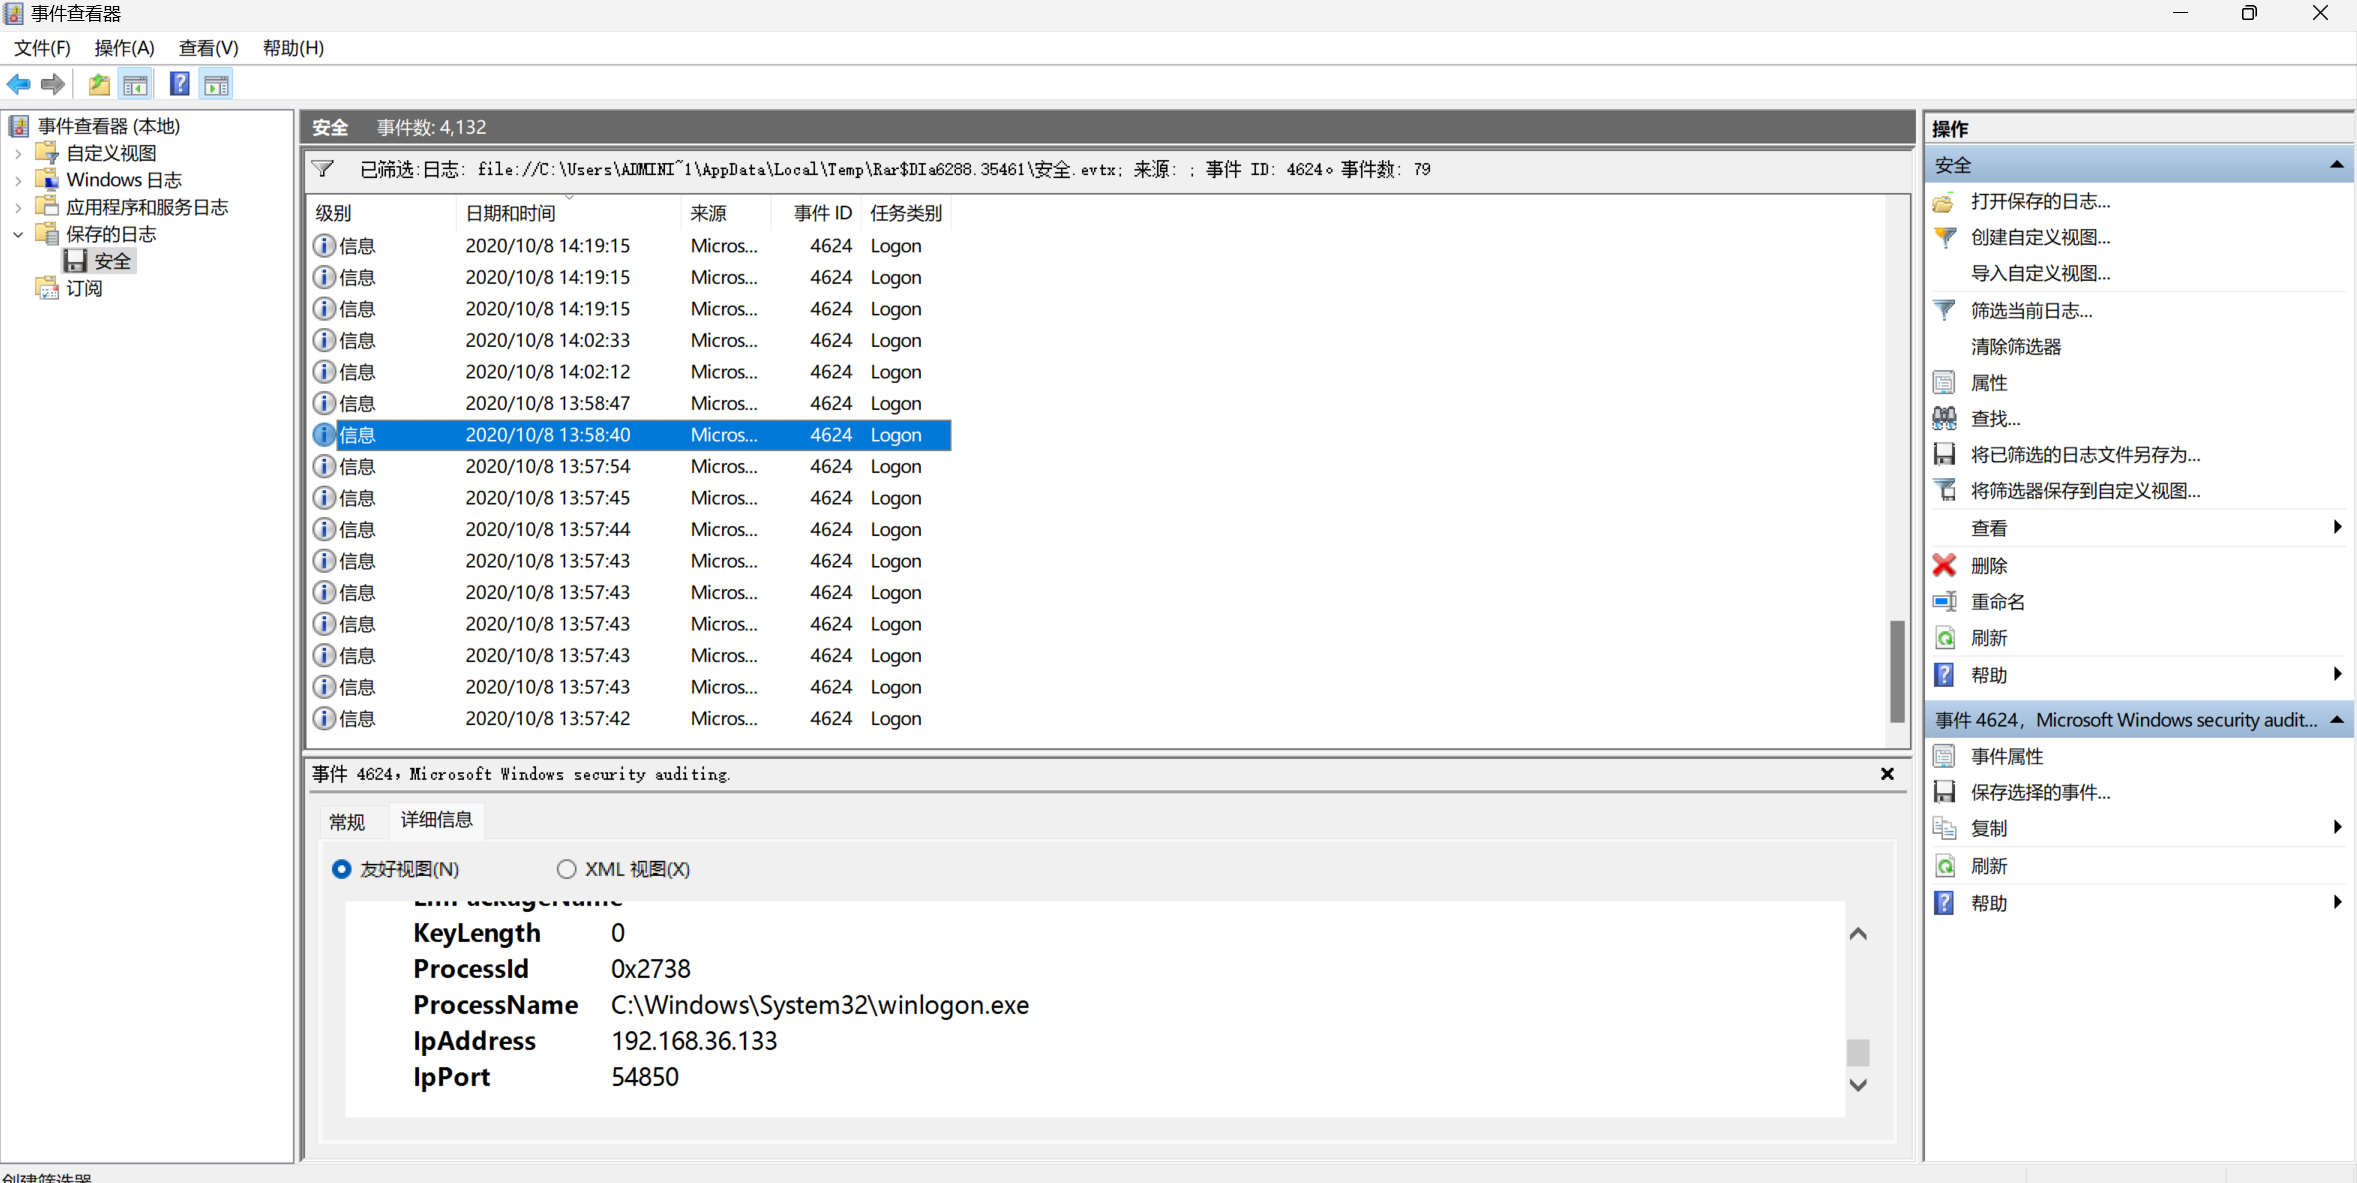 事件查看器
文件(F) 操作(A) 查看(V) 帮助(H)
事件查看器 (本地)
自定义视图
Windows 日志
应用程序和服务日志
保存的日志
安全
订阅
安全 事件数: 4,132
已筛选:日志: file://C:\Users\ADMINI~1\AppData\Local\Temp\Rar$DIa6288.35461\安全.evtx; 来源: ; 事件 ID: 4624。事件数: 79
级别 日期和时间 来源 事件 ID 任务类别
信息 2020/10/8 14:19:15 Micros... 4624 Logon
信息 2020/10/8 14:19:15 Micros... 4624 Logon
信息 2020/10/8 14:19:15 Micros... 4624 Logon
信息 2020/10/8 14:02:33 Micros... 4624 Logon
信息 2020/10/8 14:02:12 Micros... 4624 Logon
信息 2020/10/8 13:58:47 Micros... 4624 Logon
信息 2020/10/8 13:58:40 Micros... 4624 Logon
信息 2020/10/8 13:57:54 Micros... 4624 Logon
信息 2020/10/8 13:57:45 Micros... 4624 Logon
信息 2020/10/8 13:57:44 Micros... 4624 Logon
信息 2020/10/8 13:57:43 Micros... 4624 Logon
信息 2020/10/8 13:57:43 Micros... 4624 Logon
信息 2020/10/8 13:57:43 Micros... 4624 Logon
信息 2020/10/8 13:57:43 Micros... 4624 Logon
信息 2020/10/8 13:57:43 Micros... 4624 Logon
信息 2020/10/8 13:57:42 Micros... 4624 Logon
事件 4624，Microsoft Windows security auditing.
常规 详细信息
友好视图(N) XML 视图(X)
LmPackageName
KeyLength 0
ProcessId 0x2738
ProcessName C:\Windows\System32\winlogon.exe
IpAddress 192.168.36.133
IpPort 54850
操作
安全
打开保存的日志...
创建自定义视图...
导入自定义视图...
筛选当前日志...
清除筛选器
属性
查找...
将已筛选的日志文件另存为...
将筛选器保存到自定义视图...
查看
删除
重命名
刷新
帮助
事件 4624，Microsoft Windows security audit...
事件属性
保存选择的事件...
复制
刷新
帮助
创建筛选器